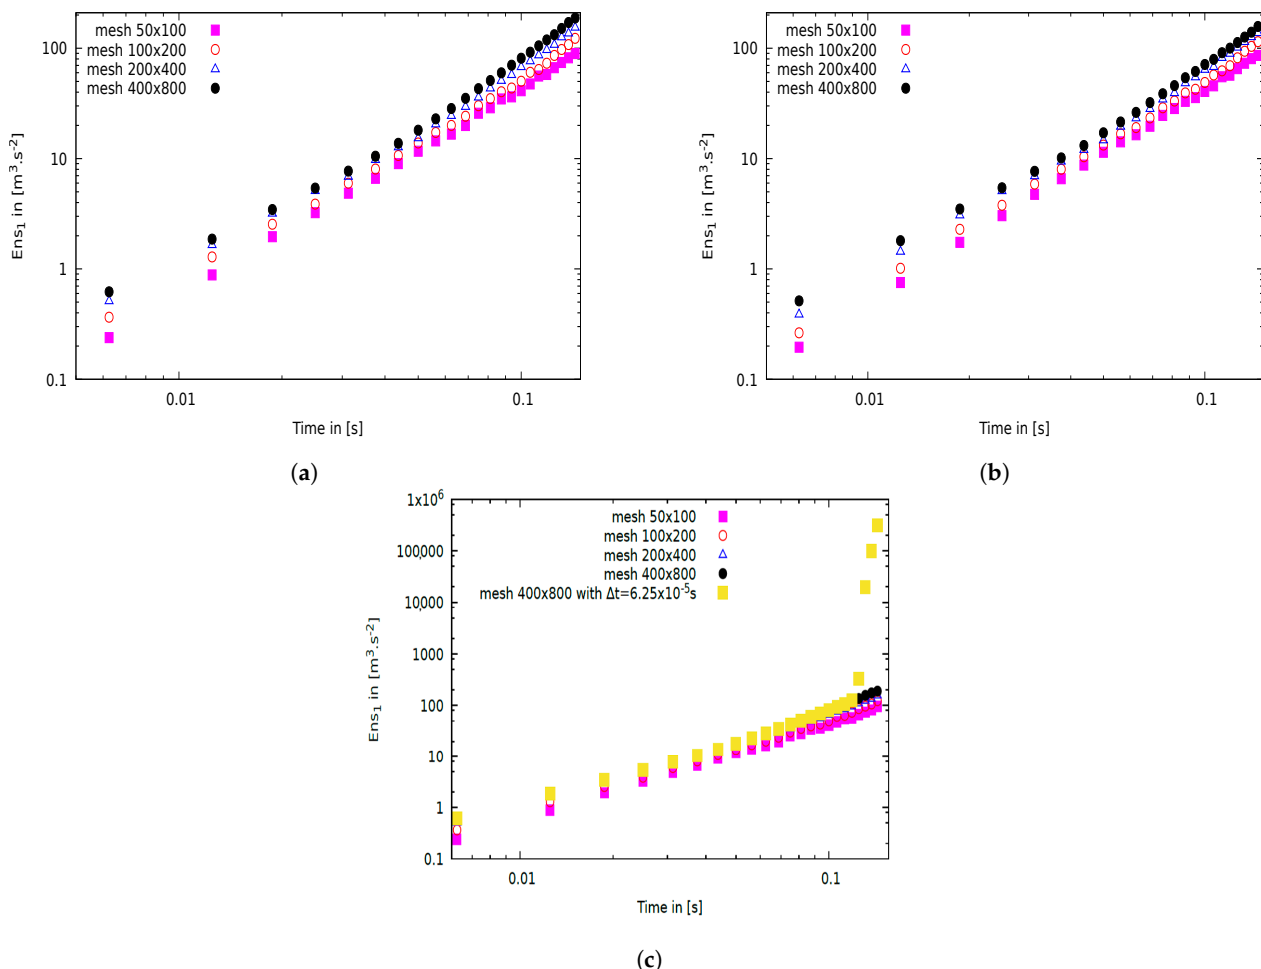 mesh 50x100
mesh 100x200
mesh 200x400
mesh 400x800
100
10
1
0.1
0.01
0.1
Ens₁ in [m³.s⁻²]
Time in [s]
(a)
mesh 50x100
mesh 100x200
mesh 200x400
mesh 400x800
100
10
1
0.1
0.01
0.1
Ens₁ in [m³.s⁻²]
Time in [s]
(b)
1x10⁶
100000
10000
1000
100
10
1
0.1
mesh 50x100
mesh 100x200
mesh 200x400
mesh 400x800
mesh 400x800 with Δt=6.25x10⁻⁵s
0.01
0.1
Ens₁ in [m³.s⁻²]
Time in [s]
(c)